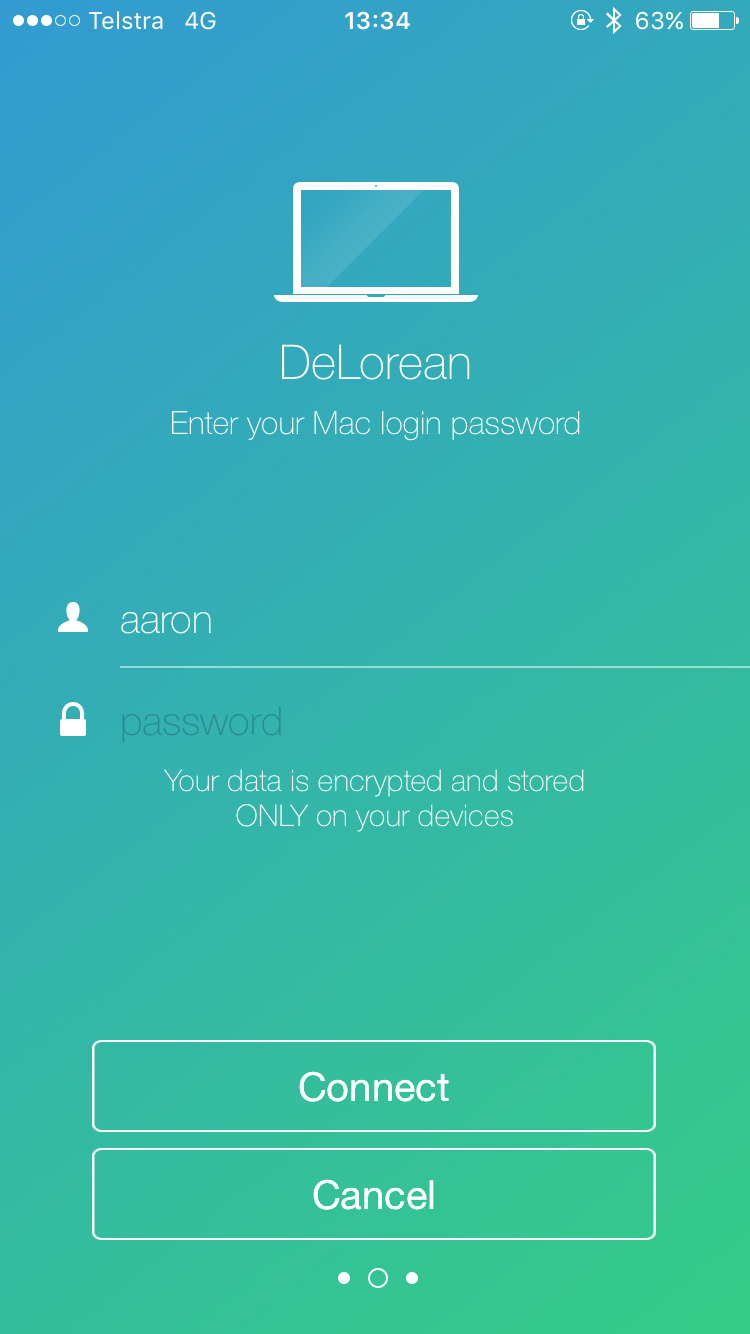 Telstra 4G 13:34 63%
DeLorean
Enter your Mac login password
aaron
password
Your data is encrypted and stored
ONLY on your devices
Connect
Cancel